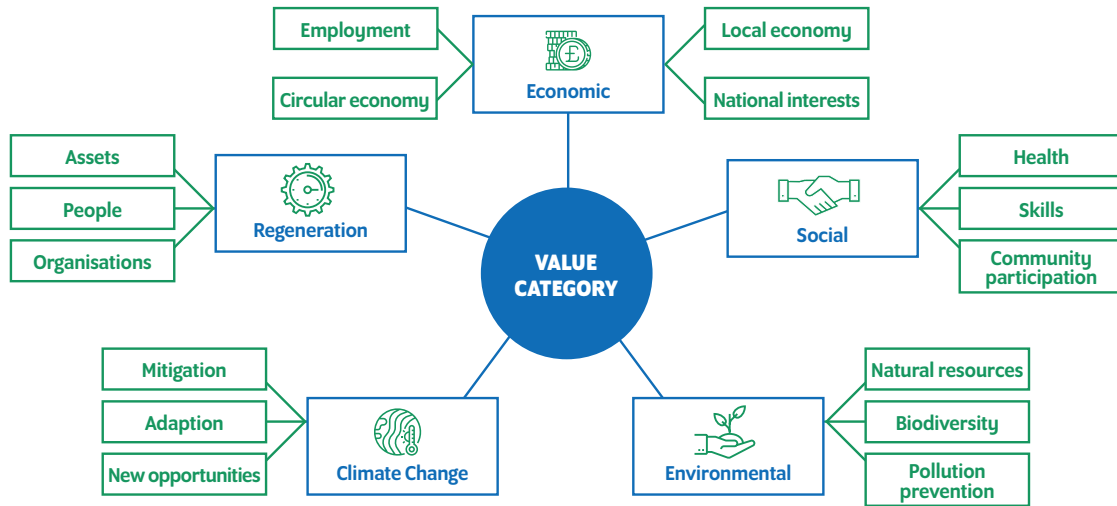 Employment
Circular economy
£
Economic
Local economy
National interests
Assets
People
Organisations
Regeneration
Health
Skills
Community
participation
Social
VALUE
CATEGORY
Mitigation
Adaption
New opportunities
Climate Change
Natural resources
Biodiversity
Pollution
prevention
Environmental